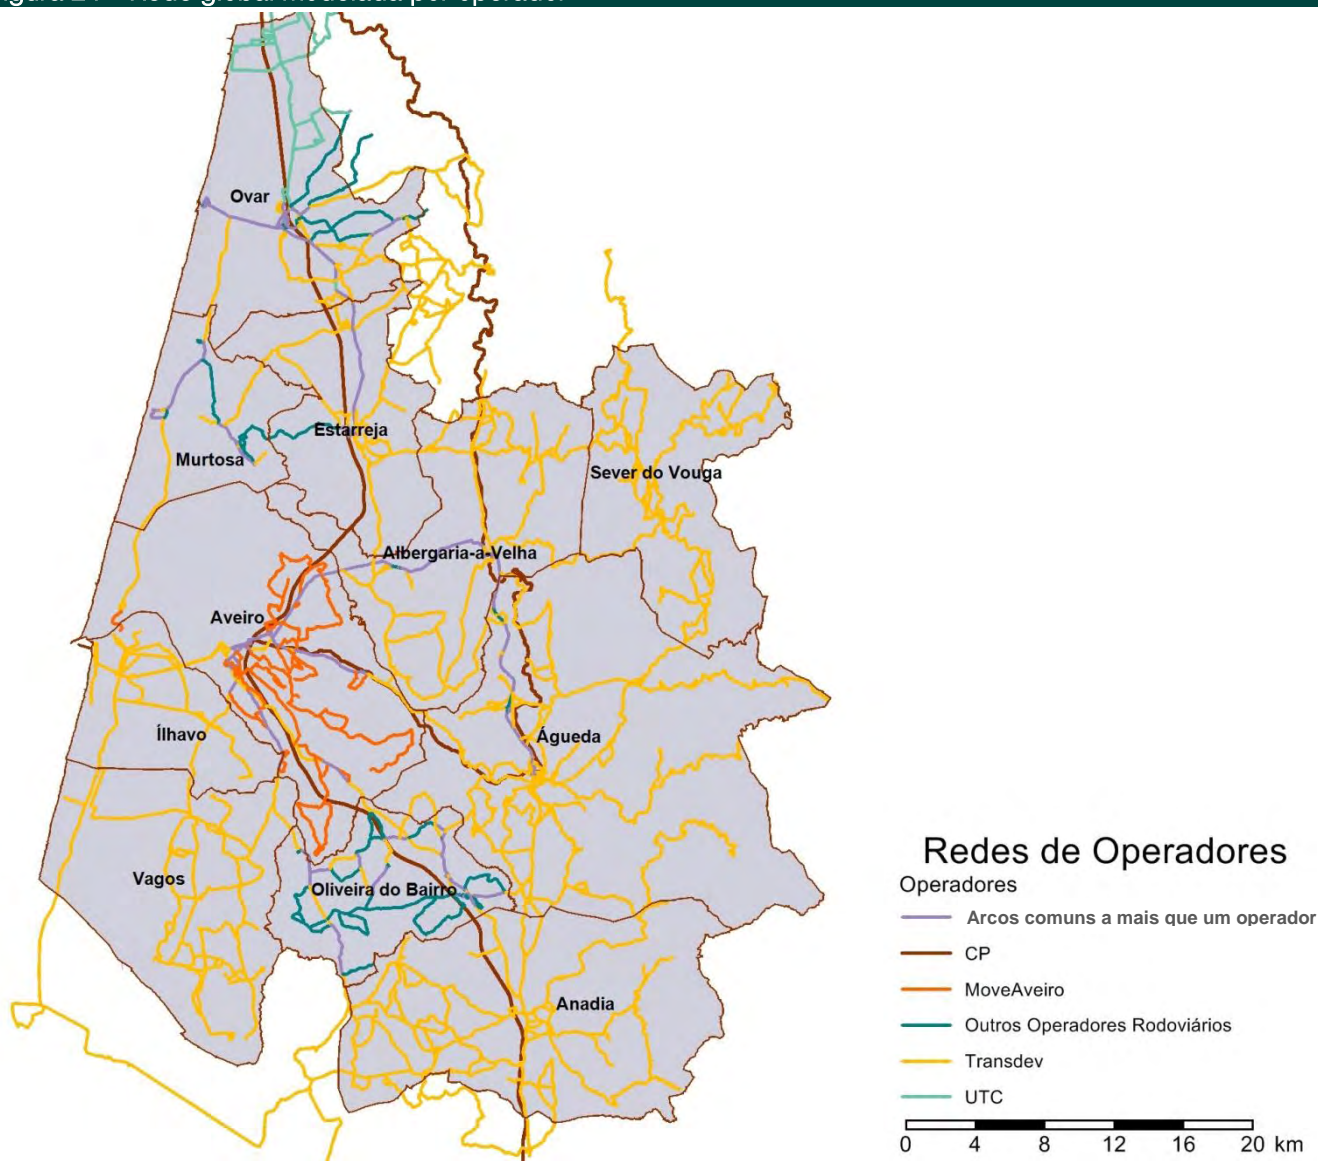 Ovar
Estarreja
Murtosa
Sever do Vouga
Albergaria-a-Velha
Aveiro
Ílhavo
Águeda
Vagos
Oliveira do Bairro
Anadia
Redes de Operadores
Operadores
Arcos comuns a mais que um operador
CP
MoveAveiro
Outros Operadores Rodoviários
Transdev
UTC
0 4 8 12 16 20 km